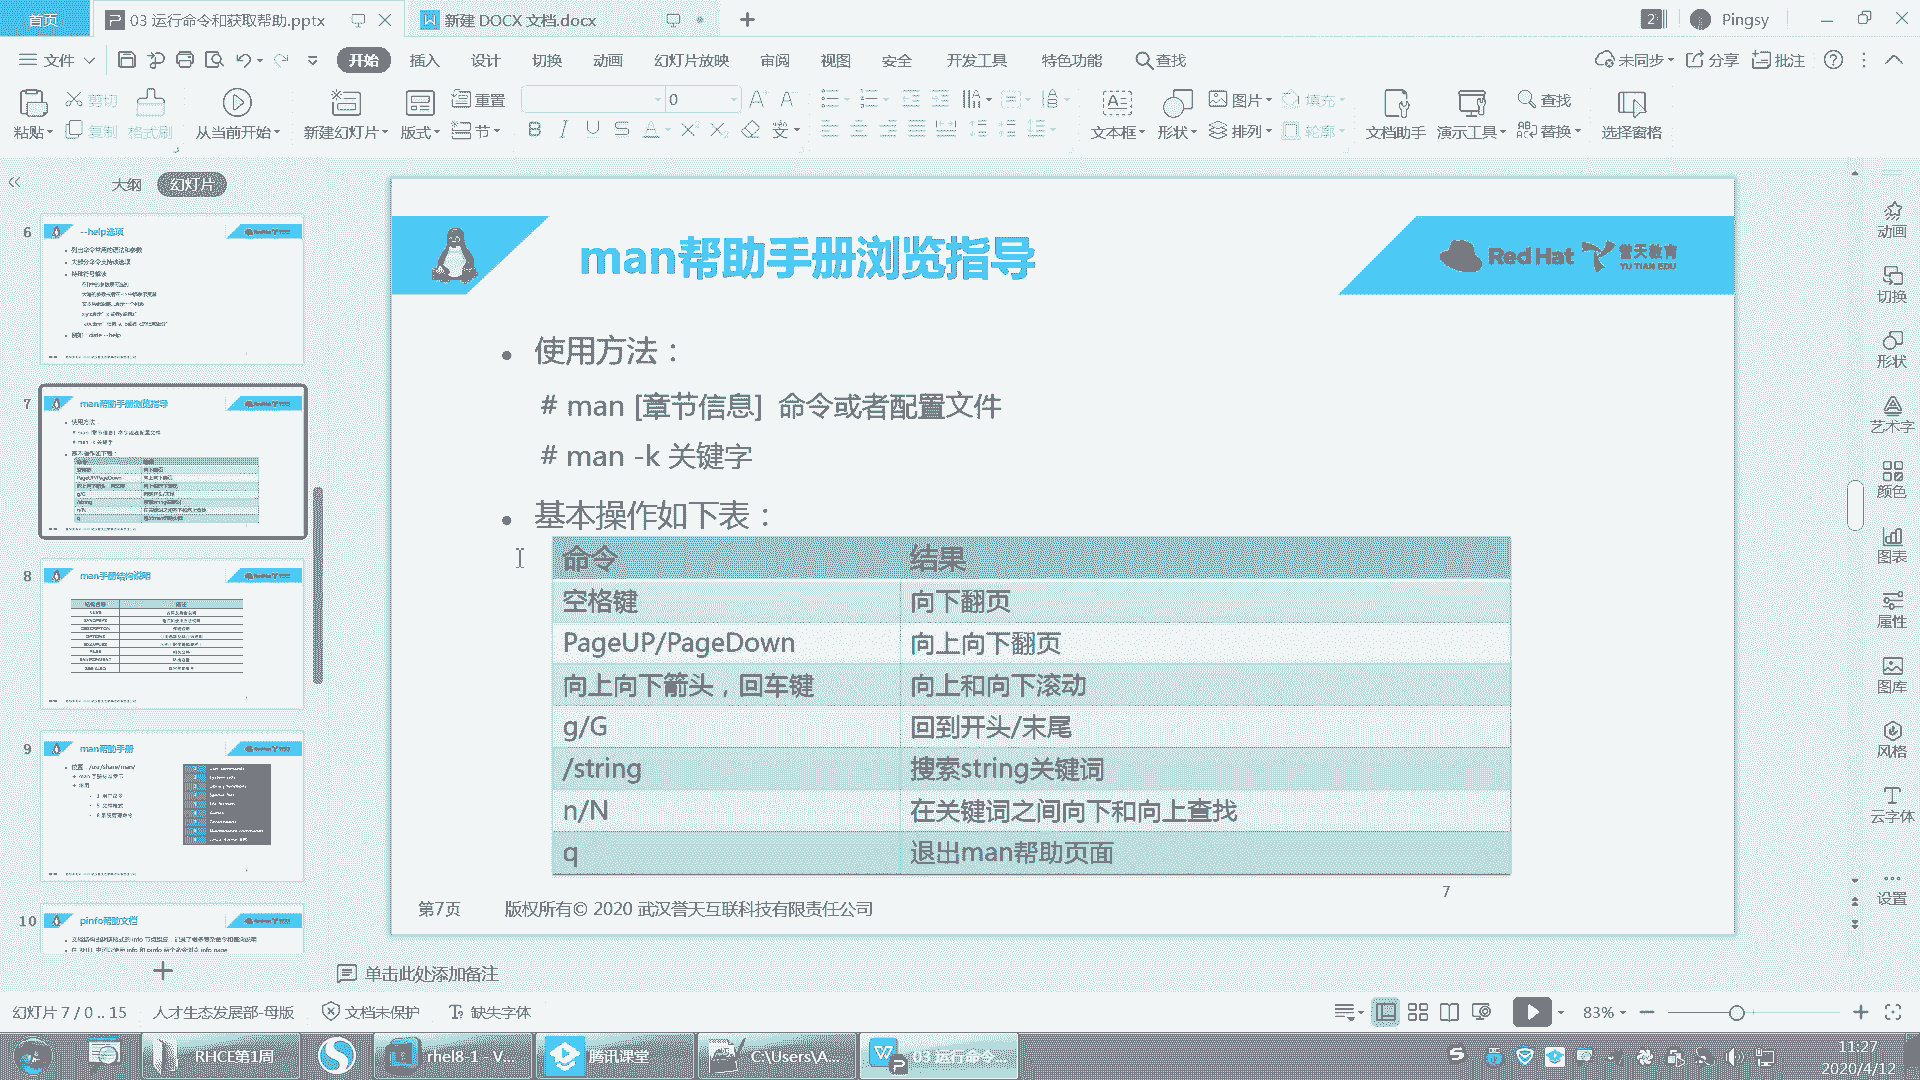 首页
03 运行命令和获取帮助.pptx
新建 DOCX 文档.docx
2
Pingsy
文件
开始
插入
设计
切换
动画
幻灯片放映
审阅
视图
安全
开发工具
特色功能
查找
未同步
分享
批注
粘贴
剪切
复制
格式刷
从当前开始
新建幻灯片
版式
重置
节
0
文本框
形状
图片
排列
填充
轮廓
文档助手
演示工具
查找
替换
选择窗格
大纲
幻灯片
6
--help选项
7
man帮助手册浏览指导
8
man手册结构说明
9
man帮助手册
10
pinfo帮助文档
man帮助手册浏览指导
Red Hat
誉天教育
YU TIAN EDU
• 使用方法：
# man [章节信息] 命令或者配置文件
# man -k 关键字
• 基本操作如下表：
命令 结果
空格键 向下翻页
PageUP/PageDown 向上向下翻页
向上向下箭头，回车键 向上和向下滚动
g/G 回到开头/末尾
/string 搜索string关键词
n/N 在关键词之间向下和向上查找
q 退出man帮助页面
7
第7页 版权所有© 2020 武汉誉天互联科技有限责任公司
动画
切换
形状
艺术字
颜色
图表
属性
图库
风格
云字体
设置
单击此处添加备注
幻灯片 7 / 0 .. 15
人才生态发展部-母版
文档未保护
缺失字体
83%
RHCE第1周
rhel8-1 - V...
腾讯课堂
C:\Users\A...
03 运行命令...
11:27
2020/4/12